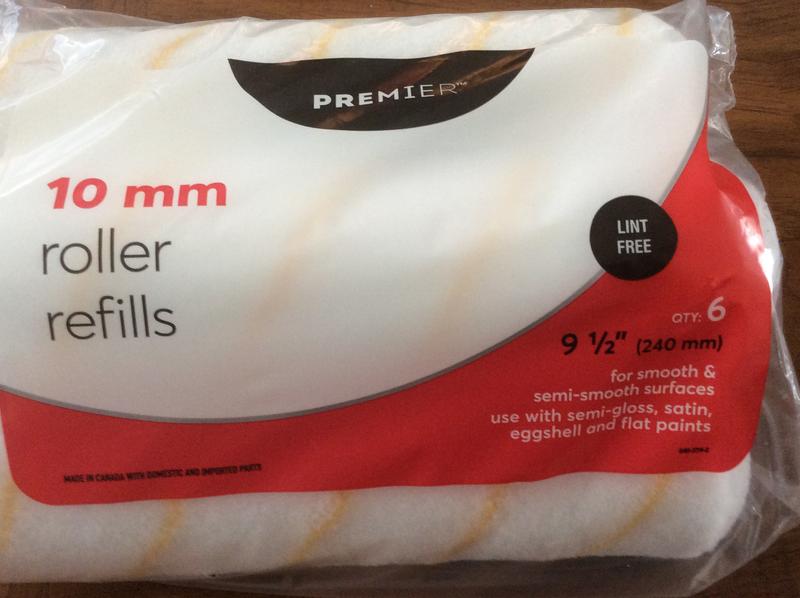 PREMIER™
10 mm
roller
refills
LINT
FREE
QTY: 6
9 ½" (240 mm)
for smooth &
semi-smooth surfaces
use with semi-gloss, satin,
eggshell and flat paints
MADE IN CANADA WITH DOMESTIC AND IMPORTED PARTS